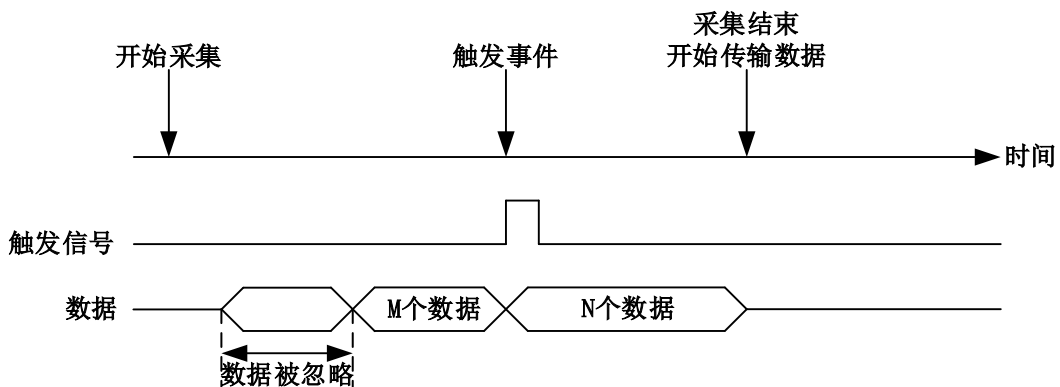 采集结束
开始采集
触发事件
开始传输数据
时间
触发信号
数据
M个数据
N个数据
数据被忽略